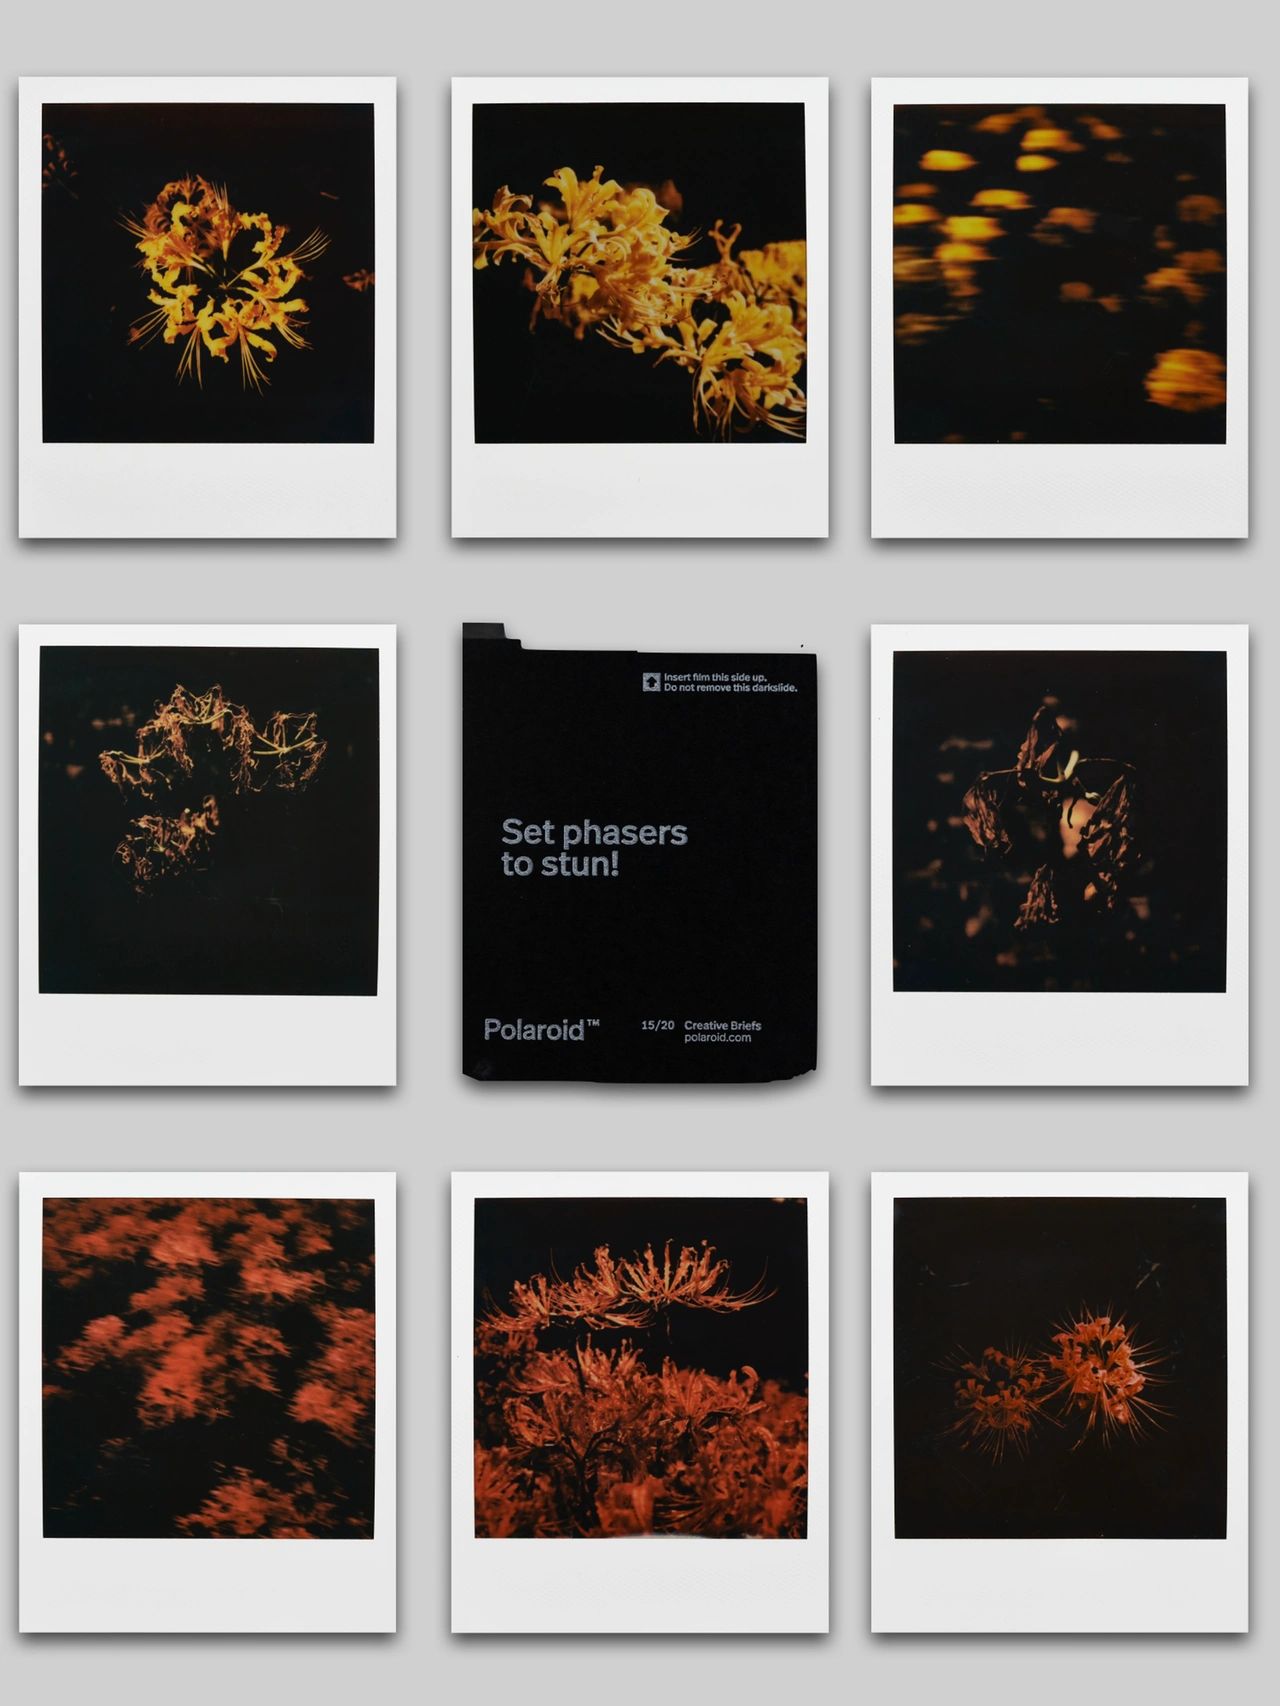 Insert film this side up.
Do not remove this darkslide.
Set phasers
to stun!
Polaroid™
15/20 Creative Briefs
polaroid.com